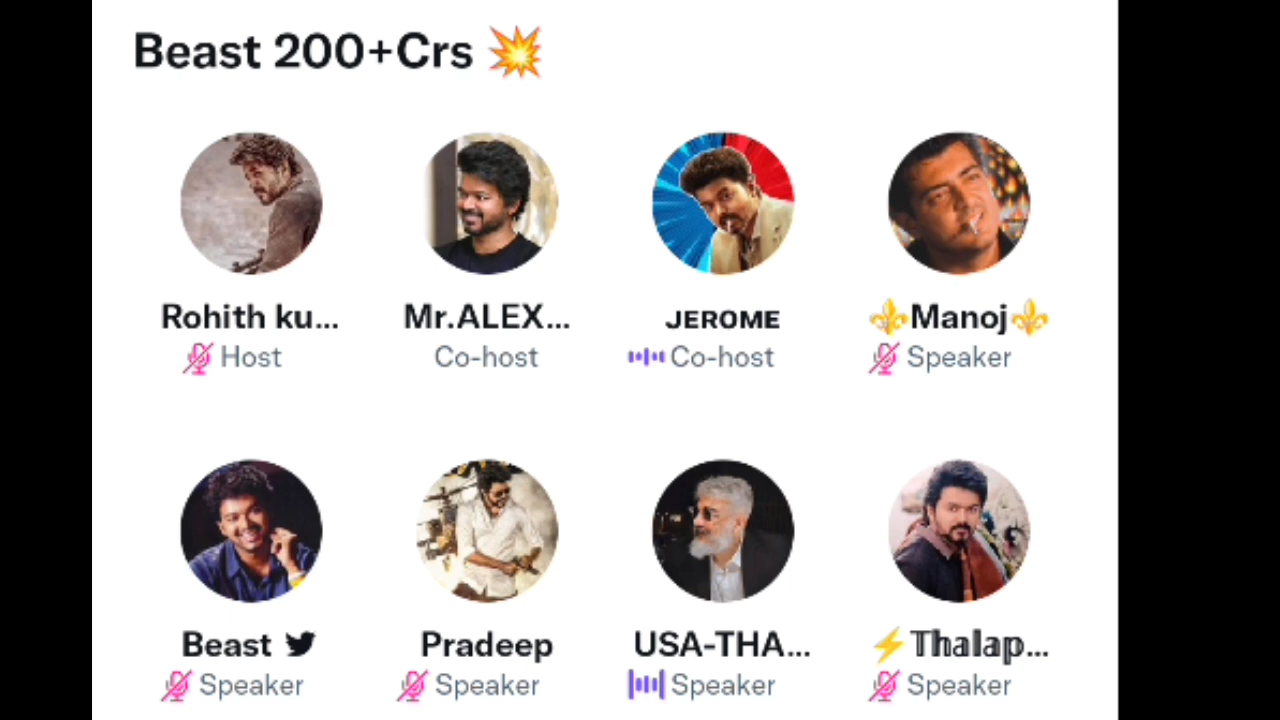 Beast 200+Crs 💥
Rohith ku... Mr.ALEX... ᴊᴇʀᴏᴍᴇ ⚜️Manoj⚜️
Host Co-host Co-host Speaker
Beast Pradeep USA-THA... ⚡𝕋𝕙𝕒𝕝𝕒𝕡...
Speaker Speaker Speaker Speaker